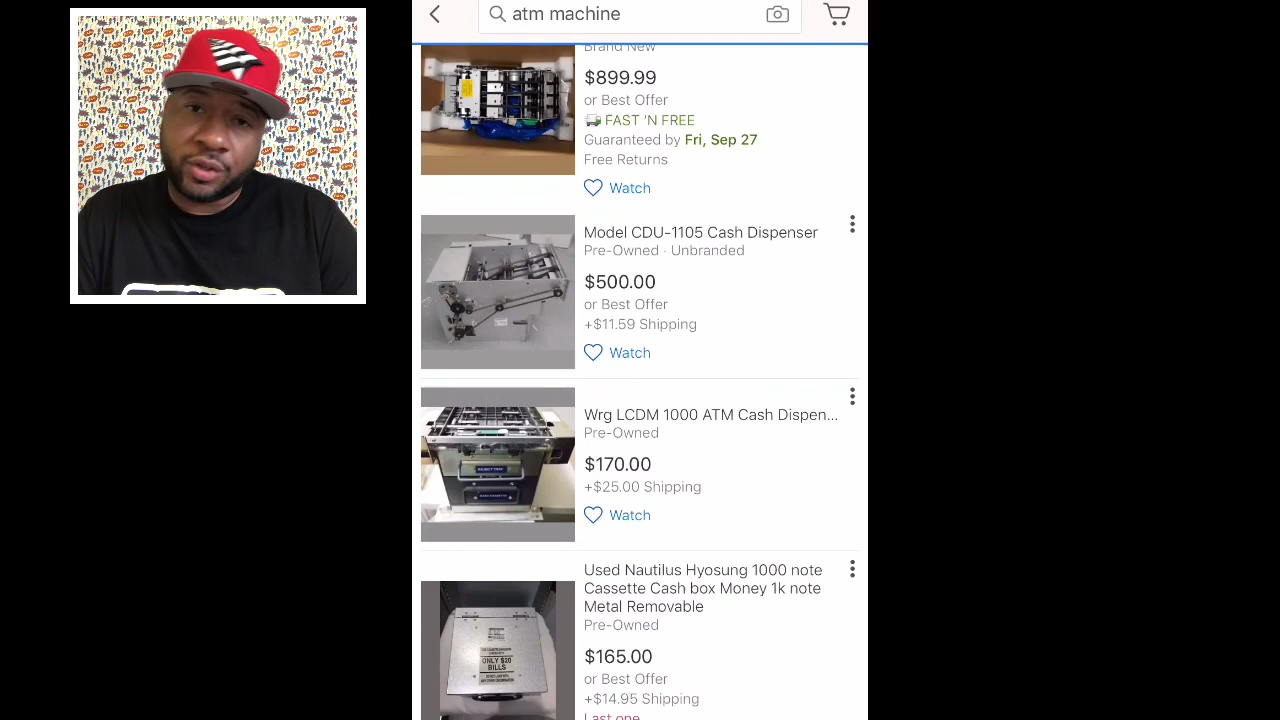 atm machine
Brand New
$899.99
or Best Offer
FAST 'N FREE
Guaranteed by Fri, Sep 27
Free Returns
Watch
Model CDU-1105 Cash Dispenser
Pre-Owned · Unbranded
$500.00
or Best Offer
+$11.59 Shipping
Watch
REJECT TRAY
CASH CASSETTE
Wrg LCDM 1000 ATM Cash Dispen...
Pre-Owned
$170.00
+$25.00 Shipping
Watch
ONLY $20
BILLS
Used Nautilus Hyosung 1000 note
Cassette Cash box Money 1k note
Metal Removable
Pre-Owned
$165.00
or Best Offer
+$14.95 Shipping
Last one